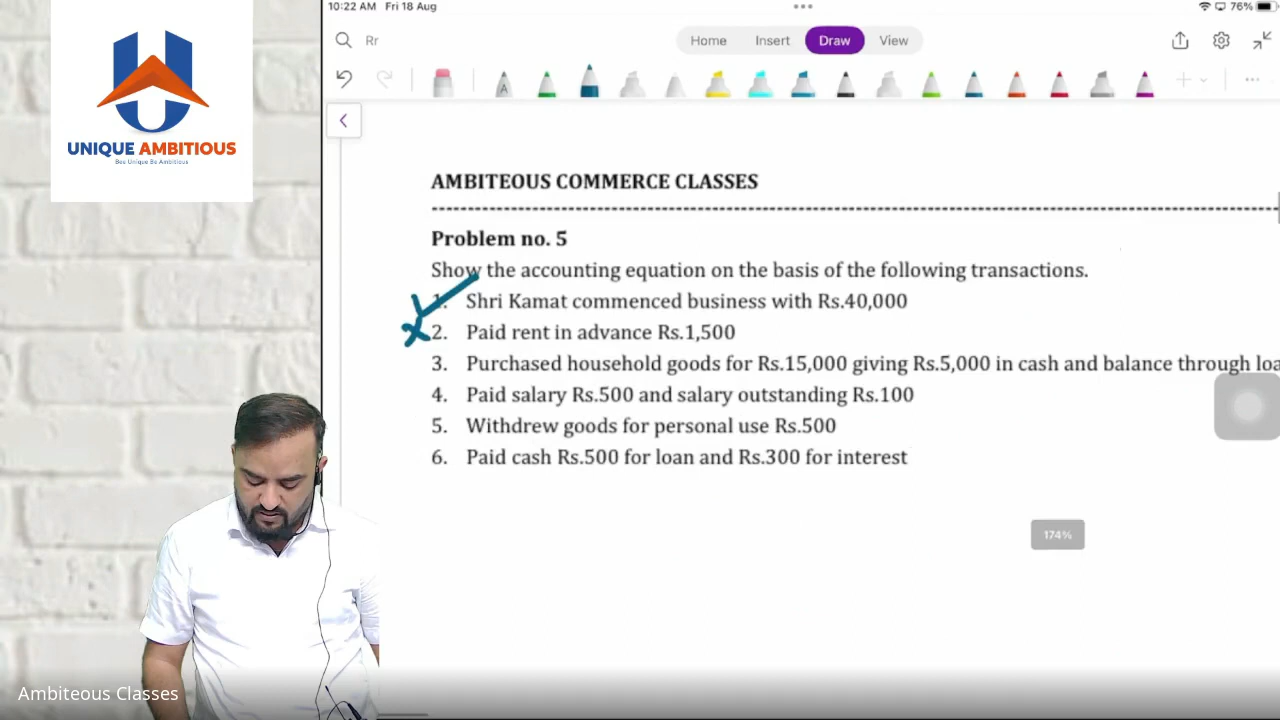 10:22 AM Fri 18 Aug
76%
Rr
Home Insert Draw View
A
UNIQUE AMBITIOUS
Bee Unique Be Ambitious
AMBITEOUS COMMERCE CLASSES
Problem no. 5
Show the accounting equation on the basis of the following transactions.
1. Shri Kamat commenced business with Rs.40,000
2. Paid rent in advance Rs.1,500
3. Purchased household goods for Rs.15,000 giving Rs.5,000 in cash and balance through loa
4. Paid salary Rs.500 and salary outstanding Rs.100
5. Withdrew goods for personal use Rs.500
6. Paid cash Rs.500 for loan and Rs.300 for interest
174%
Ambiteous Classes